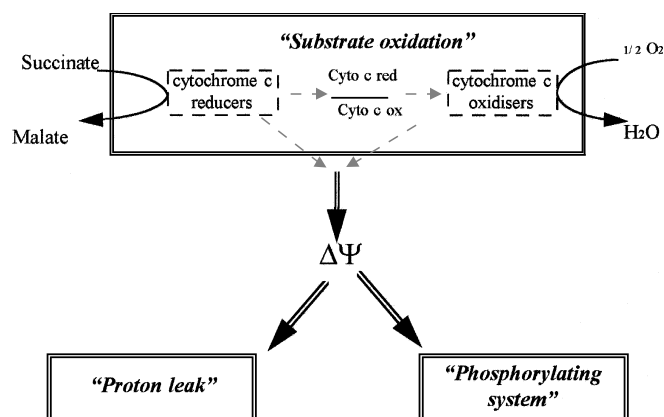 “Substrate oxidation”
Succinate
cytochrome c
reducers
Cyto c red
Cyto c ox
cytochrome c
oxidisers
1/2 O2
Malate
H2O
ΔΨ
“Proton leak”
“Phosphorylating
system”